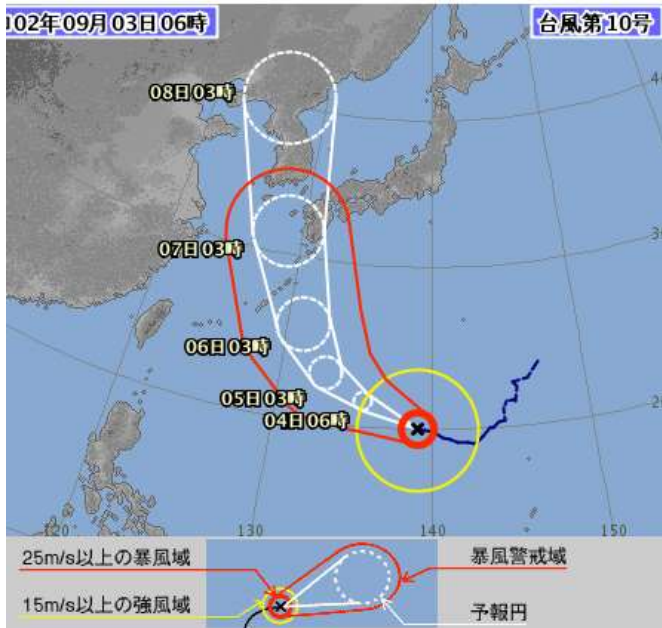 02年09月03日06時
台風第10号
08日03時
07日03時
06日03時
05日03時
04日06時
120°
130
140
150
25m/s以上の暴風域
15m/s以上の強風域
暴風警戒域
予報円